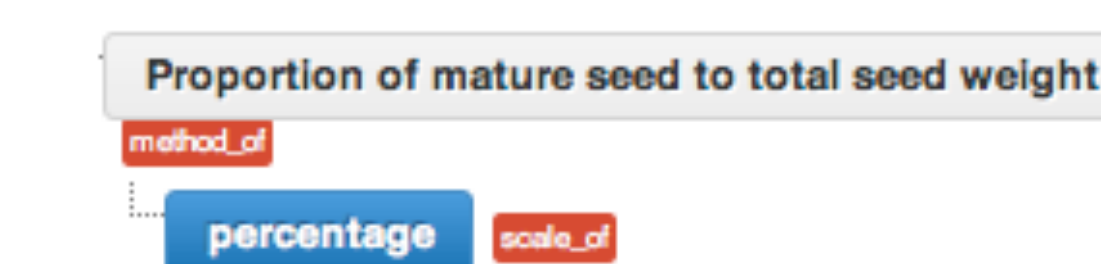 Proportion of mature seed to total seed weight
method_of
percentage scale_of